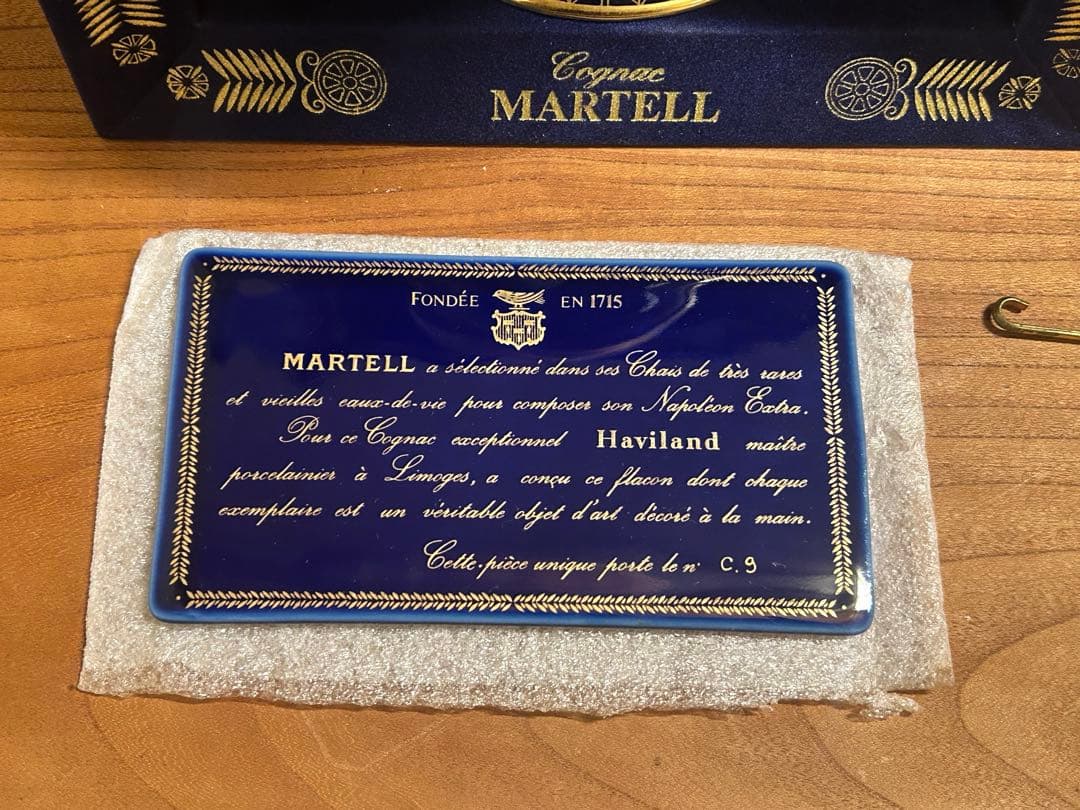 Cognac
MARTELL
FONDÉE EN 1715
MARTELL a sélectionné dans ses Chais de très rares
et vieilles eaux-de-vie pour composer son Napoléon Extra.
Pour ce Cognac exceptionnel Haviland maître
porcelainier à Limoges, a conçu ce flacon dont chaque
exemplaire est un véritable objet d'art décoré à la main.
Cette pièce unique porte le n° C.9